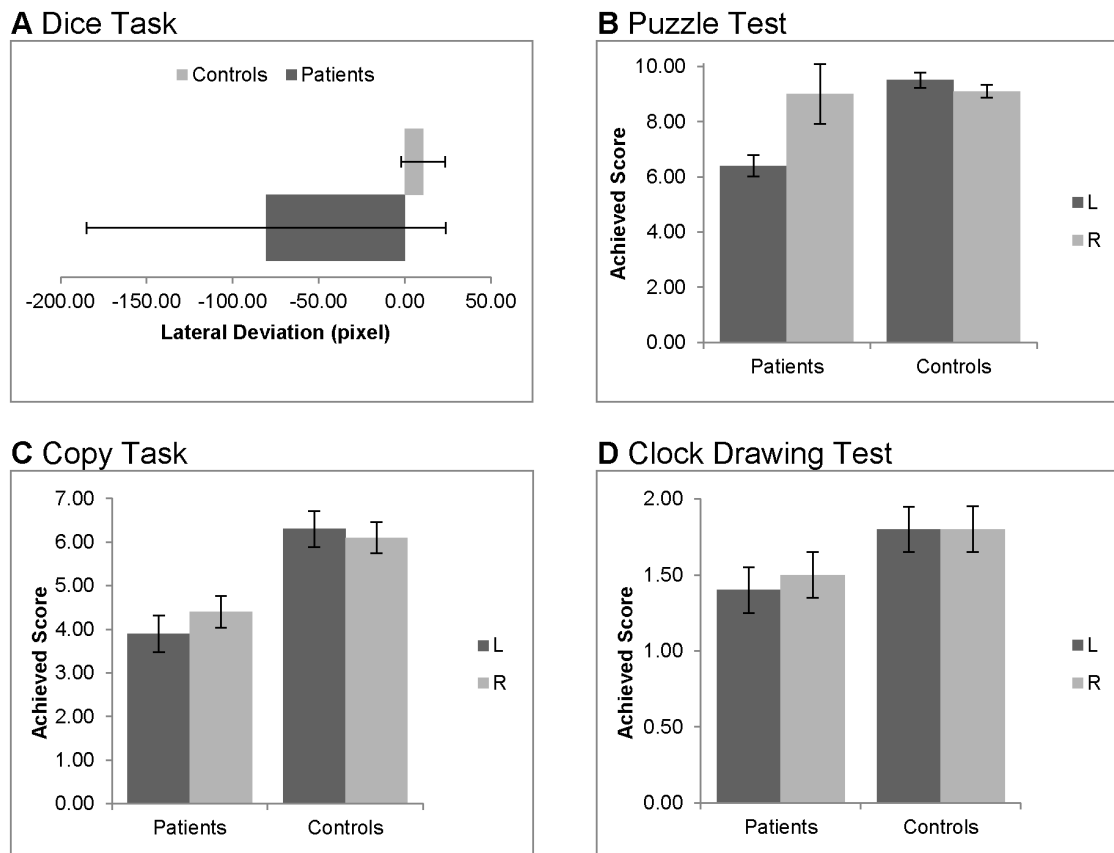 A Dice Task
Controls Patients
-200.00 -150.00 -100.00 -50.00 0.00 50.00
Lateral Deviation (pixel)
B Puzzle Test
10.00
8.00
6.00
4.00
2.00
0.00
Achieved Score
Patients Controls
L
R
C Copy Task
7.00
6.00
5.00
4.00
3.00
2.00
1.00
0.00
Achieved Score
Patients Controls
L
R
D Clock Drawing Test
2.00
1.50
1.00
0.50
0.00
Achieved Score
Patients Controls
L
R